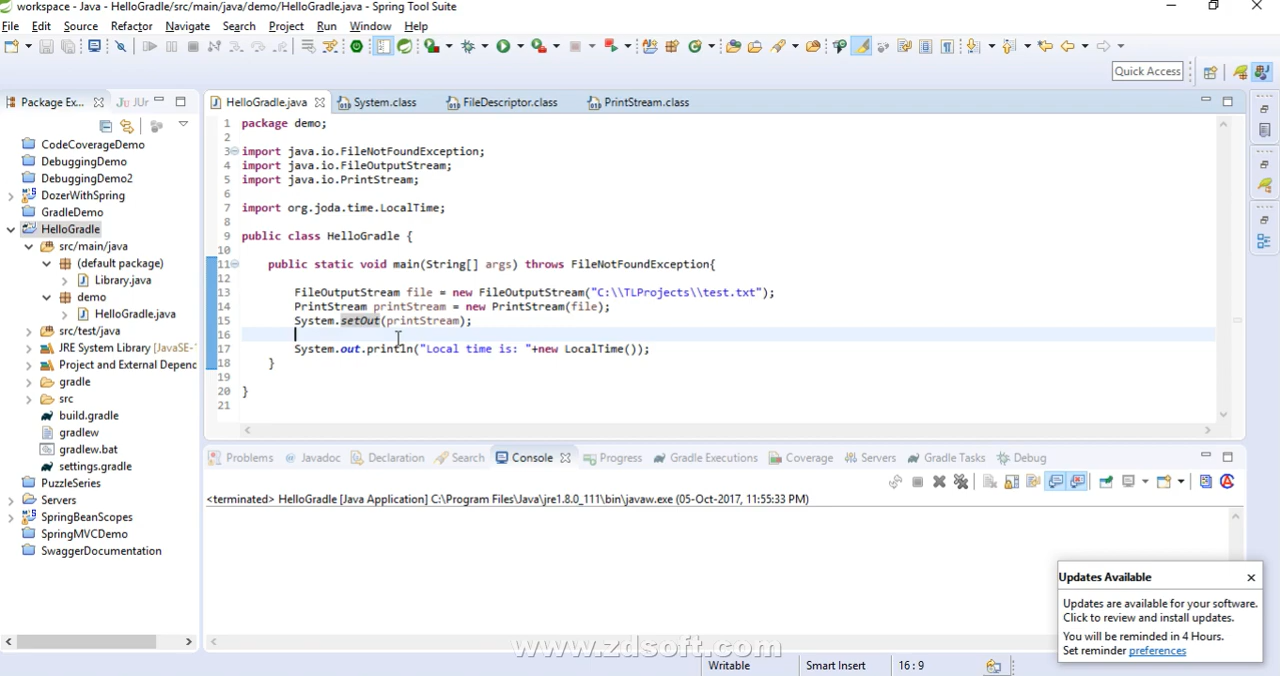 workspace - Java - HelloGradle/src/main/java/demo/HelloGradle.java - Spring Tool Suite
File Edit Source Refactor Navigate Search Project Run Window Help
Quick Access
Package Ex...
Ju JUr
CodeCoverageDemo
DebuggingDemo
DebuggingDemo2
DozerWithSpring
GradleDemo
HelloGradle
src/main/java
(default package)
Library.java
demo
HelloGradle.java
src/test/java
JRE System Library [JavaSE-
Project and External Depend
gradle
src
build.gradle
gradlew
gradlew.bat
settings.gradle
PuzzleSeries
Servers
SpringBeanScopes
SpringMVCDemo
SwaggerDocumentation
HelloGradle.java System.class FileDescriptor.class PrintStream.class
1 package demo;
2
3 import java.io.FileNotFoundException;
4 import java.io.FileOutputStream;
5 import java.io.PrintStream;
6
7 import org.joda.time.LocalTime;
8
9 public class HelloGradle {
10
11 public static void main(String[] args) throws FileNotFoundException{
12
13 FileOutputStream file = new FileOutputStream("C:\\TLProjects\\test.txt");
14 PrintStream printStream = new PrintStream(file);
15 System.setOut(printStream);
16
17 System.out.println("Local time is: "+new LocalTime());
18 }
19
20 }
21
Problems Javadoc Declaration Search Console Progress Gradle Executions Coverage Servers Gradle Tasks Debug
<terminated> HelloGradle [Java Application] C:\Program Files\Java\jre1.8.0_111\bin\javaw.exe (05-Oct-2017, 11:55:33 PM)
Updates Available
Updates are available for your software.
Click to review and install updates.
You will be reminded in 4 Hours.
Set reminder preferences
www.zdsoft.com
Writable Smart Insert 16 : 9